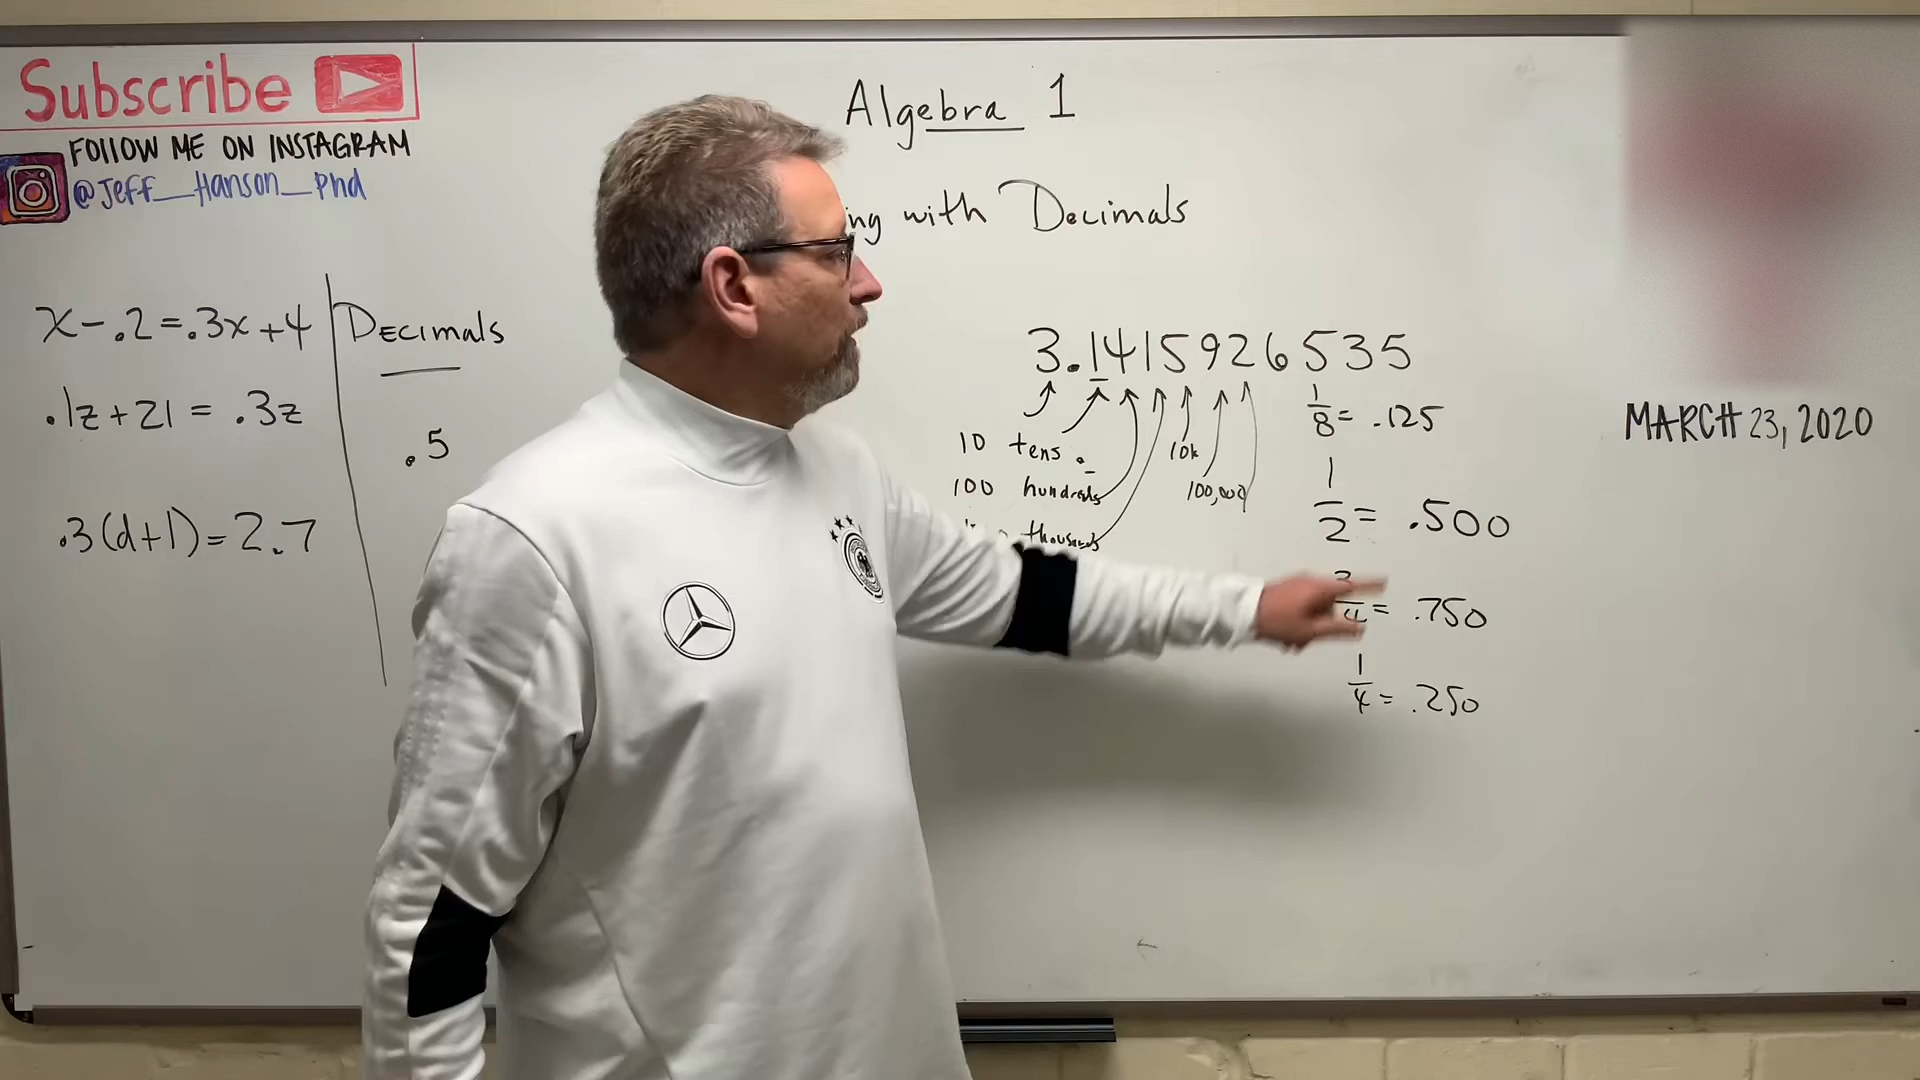 Subscribe
FOLLOW ME ON INSTAGRAM
@Jeff_Hanson_Phd
Algebra 1
ing with Decimals
x-.2=.3x+4
.1z+21 = .3z
.3(d+1)=2.7
Decimals
.5
3.1415926535
10 tens .
100 hundreds
thousands
10k
100,000
1/8 = .125
1/2 = .500
/4 = .750
1/4 = .250
MARCH 23, 2020